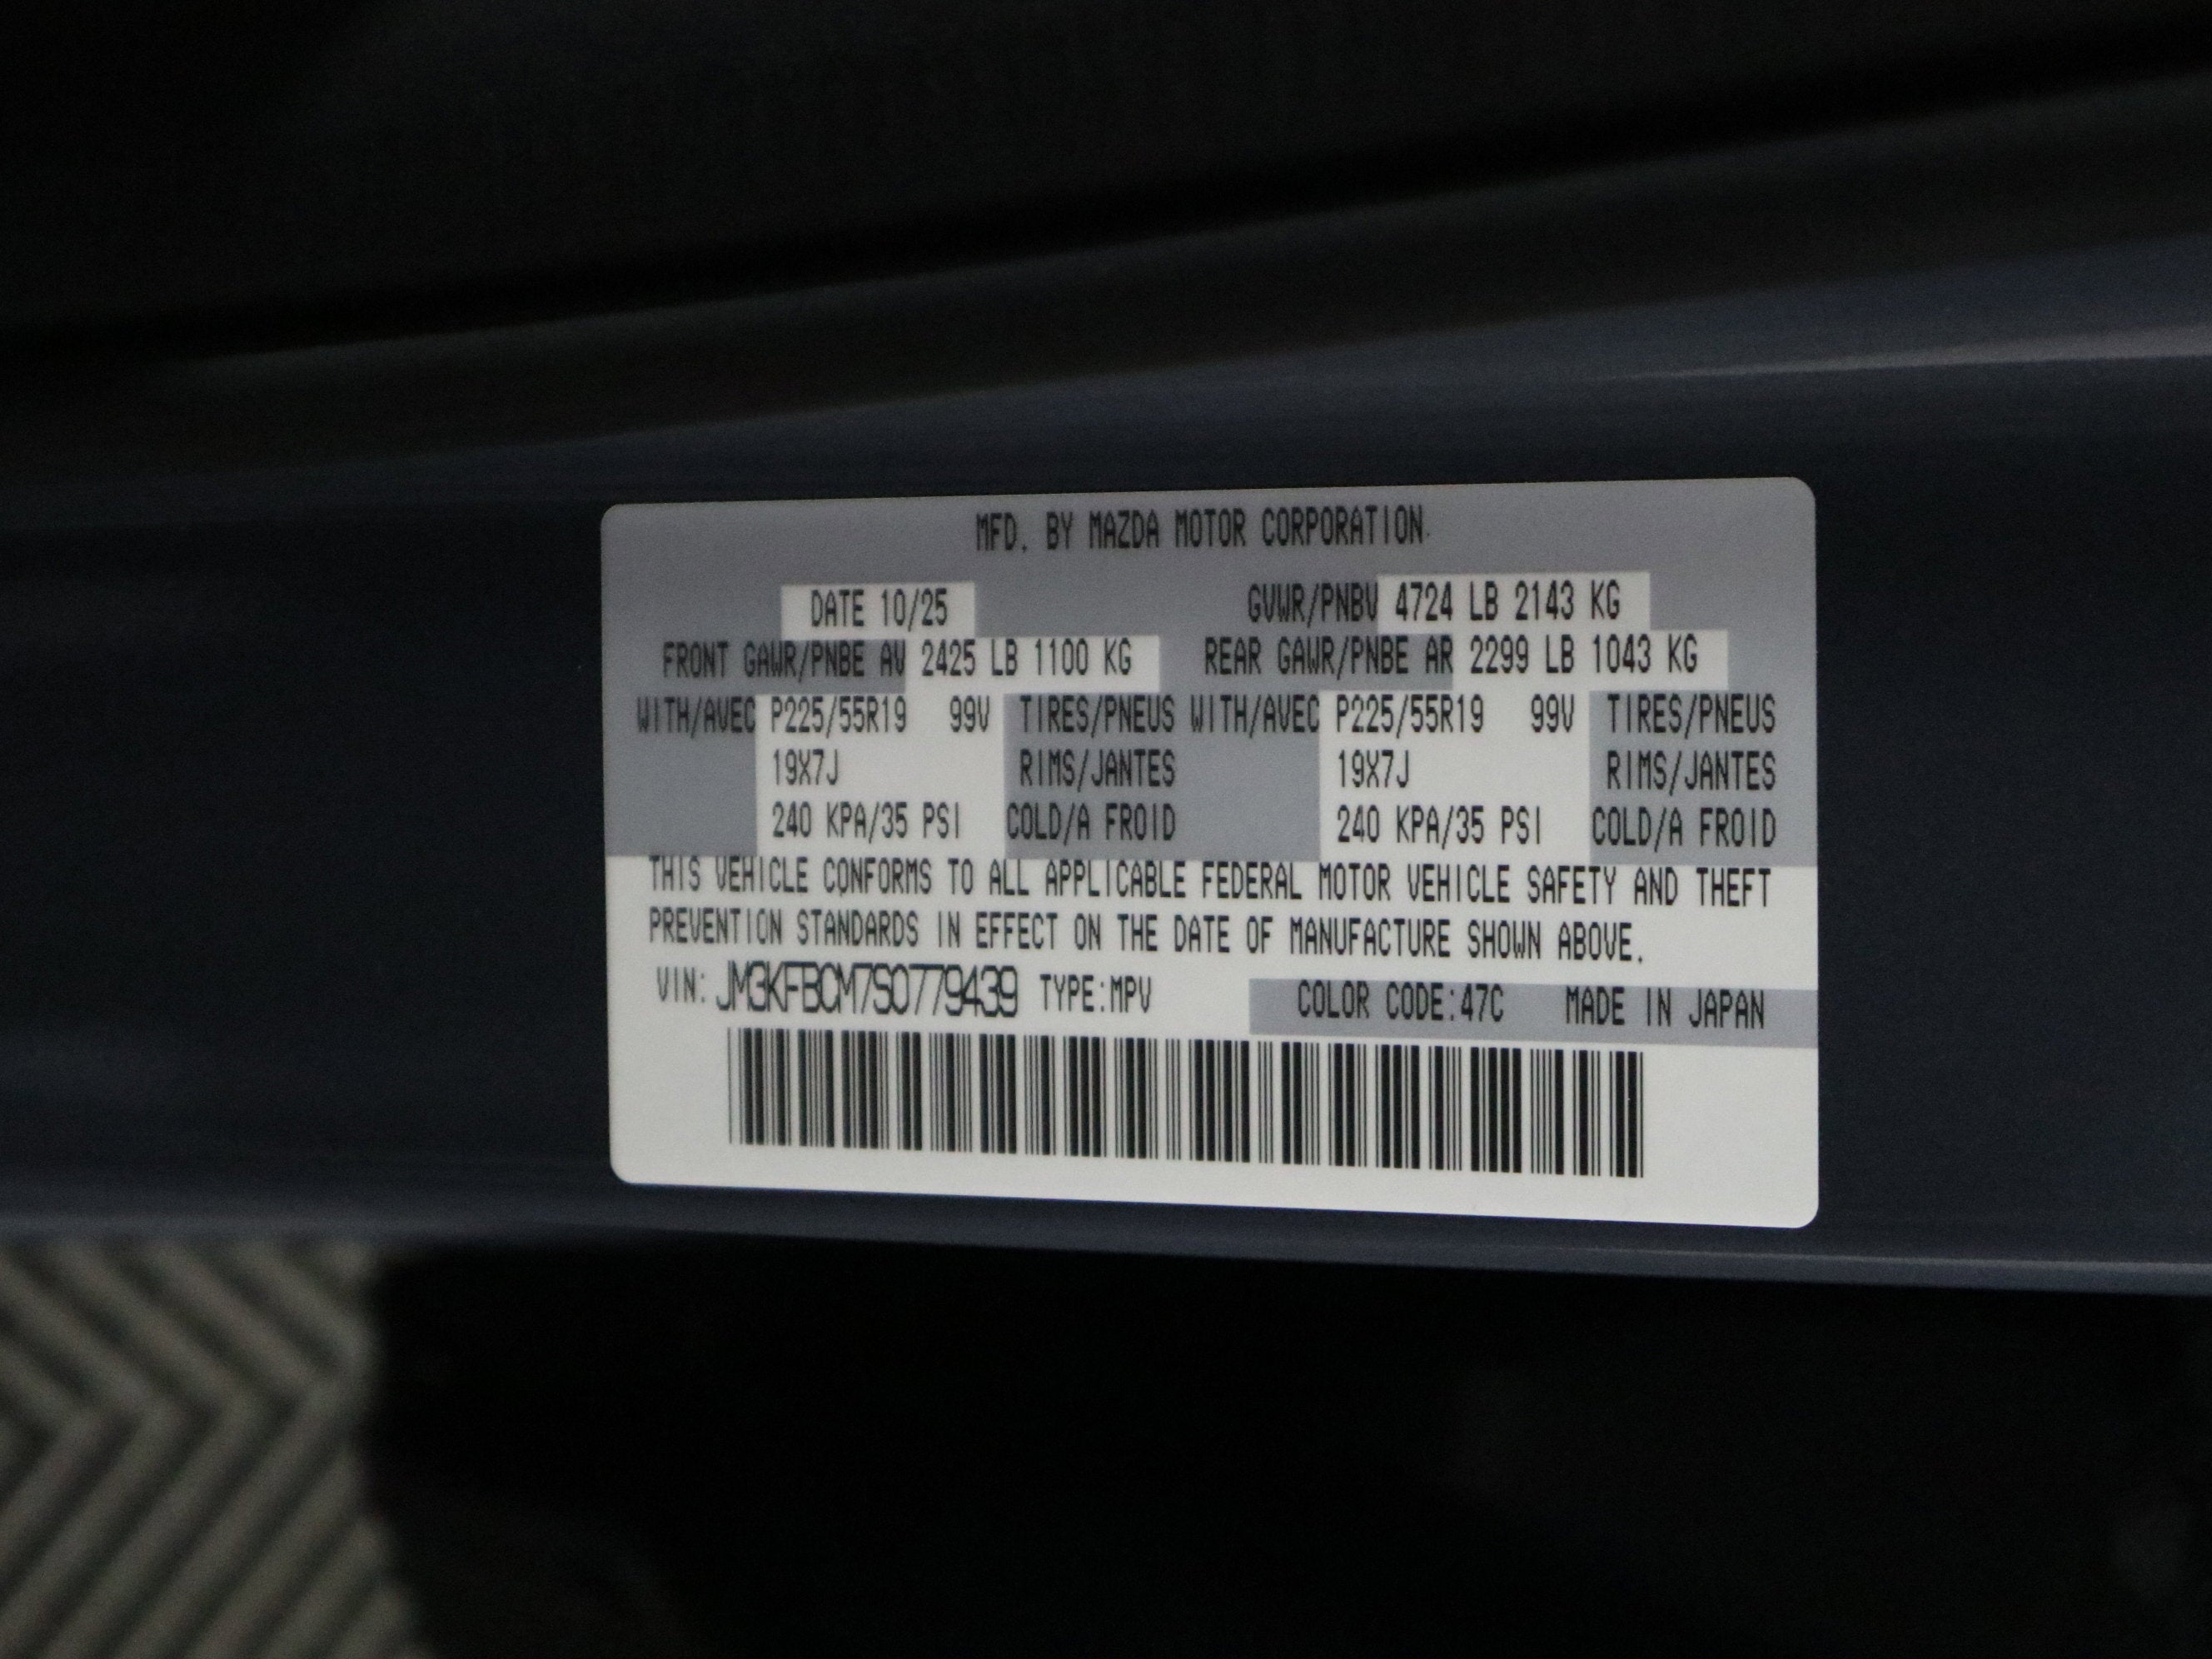 MFD. BY MAZDA MOTOR CORPORATION
DATE 10/25 GVWR/PNBV 4724 LB 2143 KG
FRONT GAWR/PNBE AV 2425 LB 1100 KG REAR GAWR/PNBE AR 2299 LB 1043 KG
WITH/AVEC P225/55R19 99V TIRES/PNEUS WITH/AVEC P225/55R19 99V TIRES/PNEUS
19X7J RIMS/JANTES 19X7J RIMS/JANTES
240 KPA/35 PSI COLD/A FROID 240 KPA/35 PSI COLD/A FROID
THIS VEHICLE CONFORMS TO ALL APPLICABLE FEDERAL MOTOR VEHICLE SAFETY AND THEFT
PREVENTION STANDARDS IN EFFECT ON THE DATE OF MANUFACTURE SHOWN ABOVE.
VIN: JM3KFBCM7S0779439 TYPE:MPV COLOR CODE:47C MADE IN JAPAN